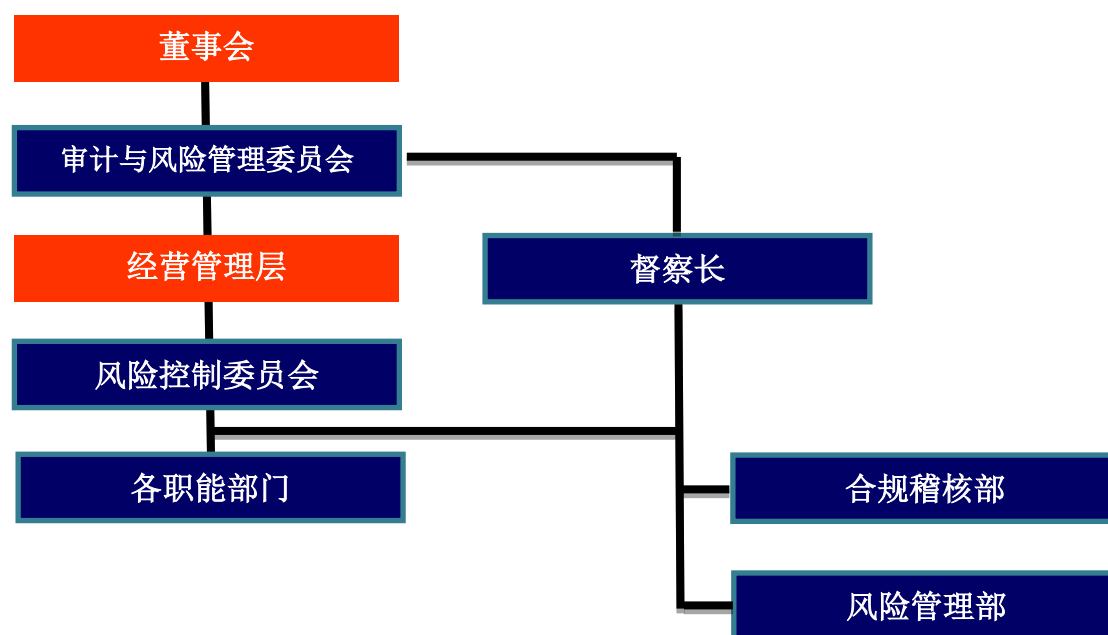 董事会
审计与风险管理委员会
经营管理层
督察长
风险控制委员会
各职能部门
合规稽核部
风险管理部